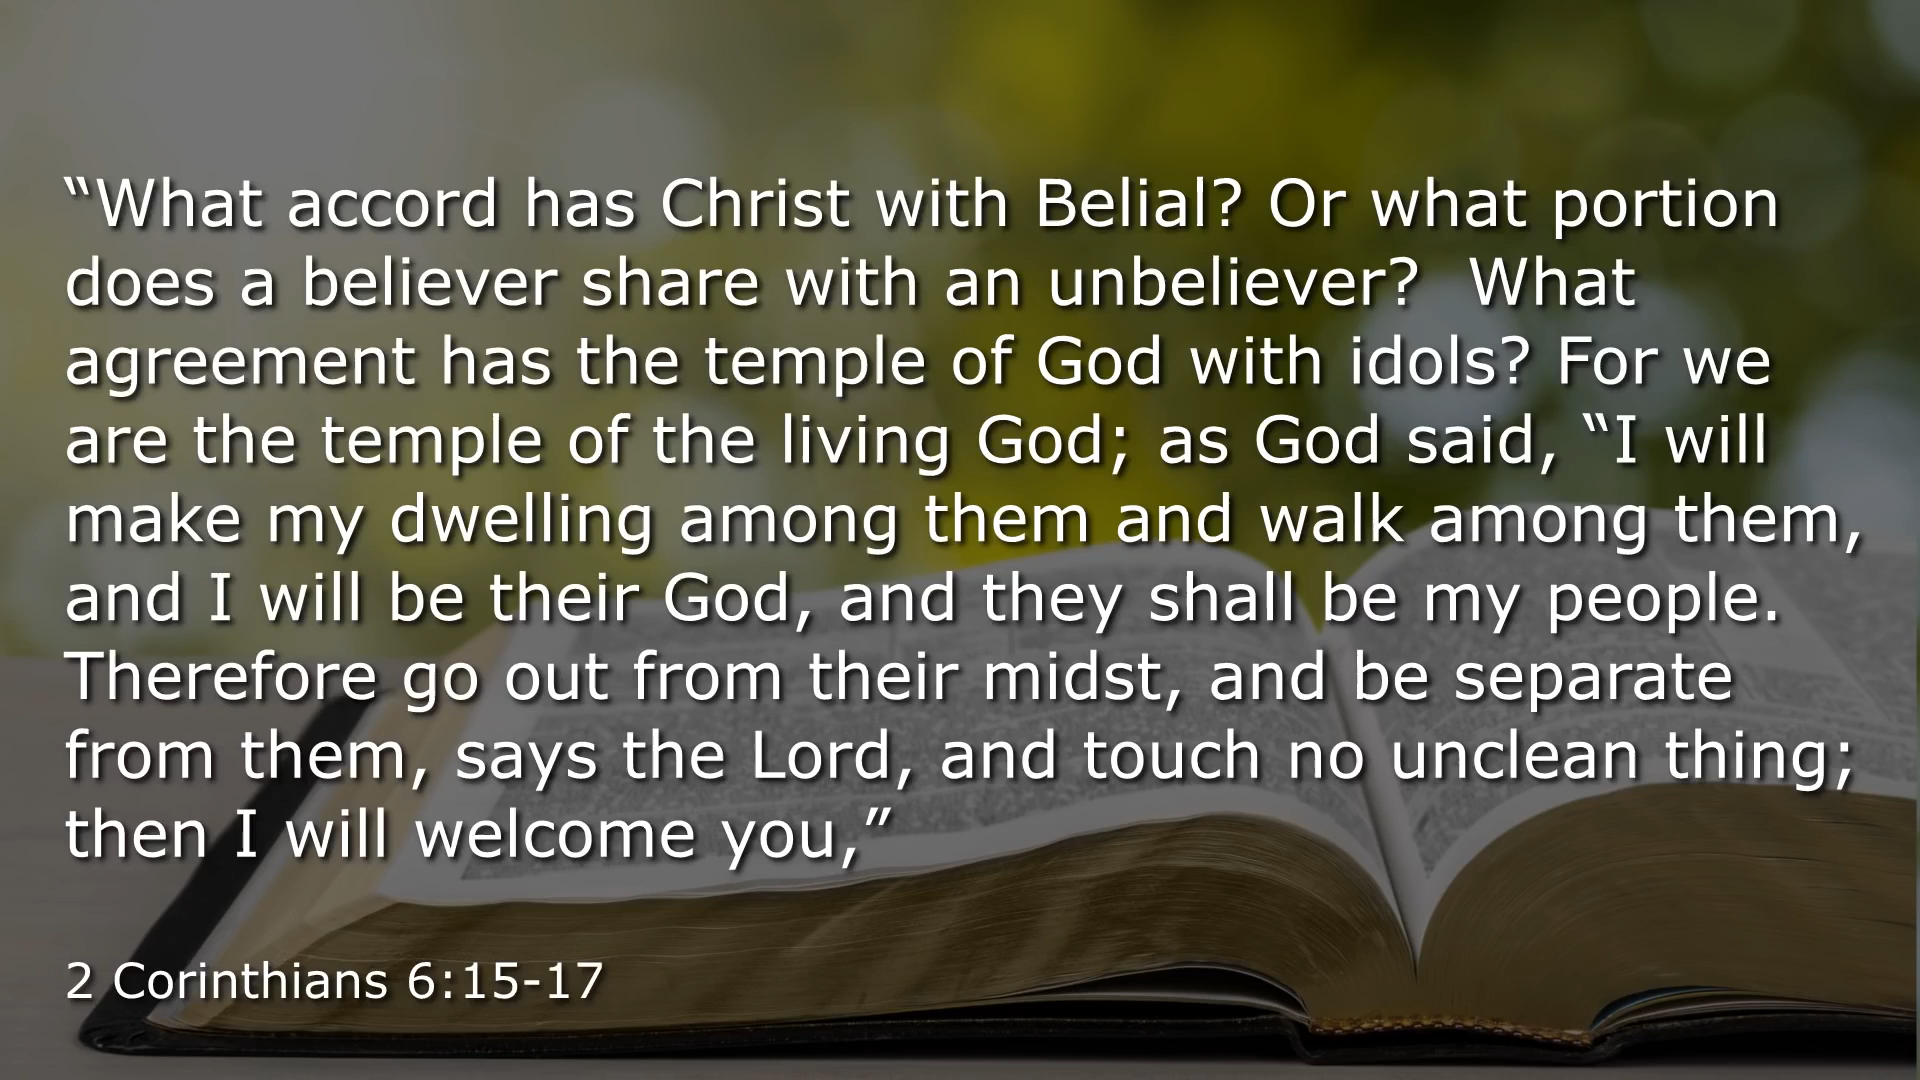 “What accord has Christ with Belial? Or what portion
does a believer share with an unbeliever?  What
agreement has the temple of God with idols? For we
are the temple of the living God; as God said, “I will
make my dwelling among them and walk among them,
and I will be their God, and they shall be my people.
Therefore go out from their midst, and be separate
from them, says the Lord, and touch no unclean thing;
then I will welcome you,”
2 Corinthians 6:15-17